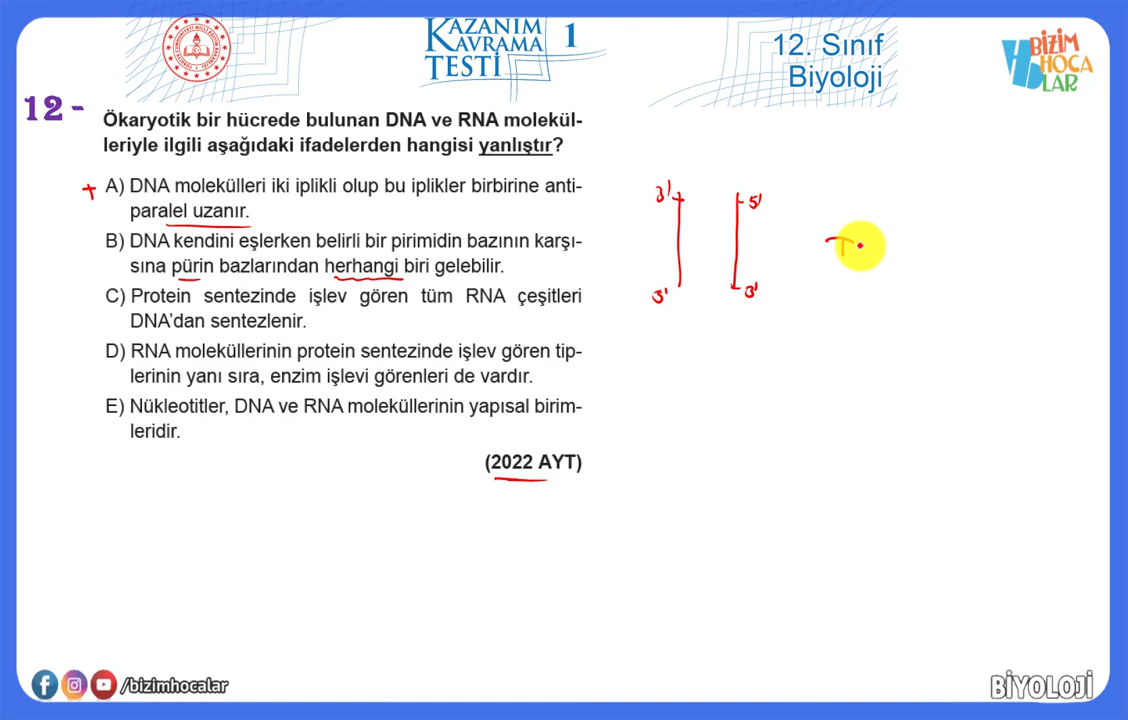 KAZANIM
KAVRAMA
TESTİ
1
12. Sınıf
Biyoloji
BİZİM
HOCA
LAR
12-
Ökaryotik bir hücrede bulunan DNA ve RNA molekül-
leriyle ilgili aşağıdaki ifadelerden hangisi yanlıştır?
+ A) DNA molekülleri iki iplikli olup bu iplikler birbirine anti-
paralel uzanır.
B) DNA kendini eşlerken belirli bir pirimidin bazının karşı-
sına pürin bazlarından herhangi biri gelebilir.
C) Protein sentezinde işlev gören tüm RNA çeşitleri
DNA'dan sentezlenir.
D) RNA moleküllerinin protein sentezinde işlev gören tip-
lerinin yanı sıra, enzim işlevi görenleri de vardır.
E) Nükleotitler, DNA ve RNA moleküllerinin yapısal birim-
leridir.
(2022 AYT)
3' 5'
5' 3'
T
/bizimhocalar
BİYOLOJİ